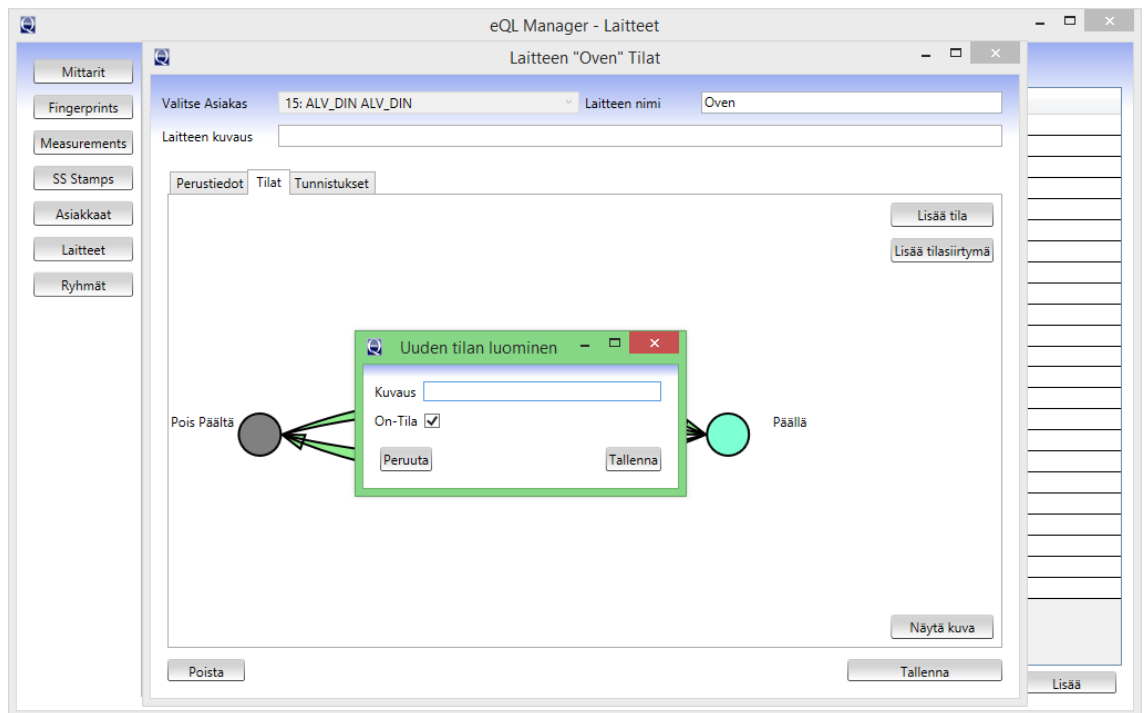 eQL Manager - Laitteet
Laitteen "Oven" Tilat
Mittarit
Fingerprints
Measurements
SS Stamps
Asiakkaat
Laitteet
Ryhmät
Valitse Asiakas 15: ALV_DIN ALV_DIN Laitteen nimi Oven
Laitteen kuvaus
Perustiedot Tilat Tunnistukset
Lisää tila
Lisää tilasiirtymä
Uuden tilan luominen
Kuvaus
On-Tila
Peruuta Tallenna
Pois Päältä
Päällä
Näytä kuva
Poista Tallenna
Lisää